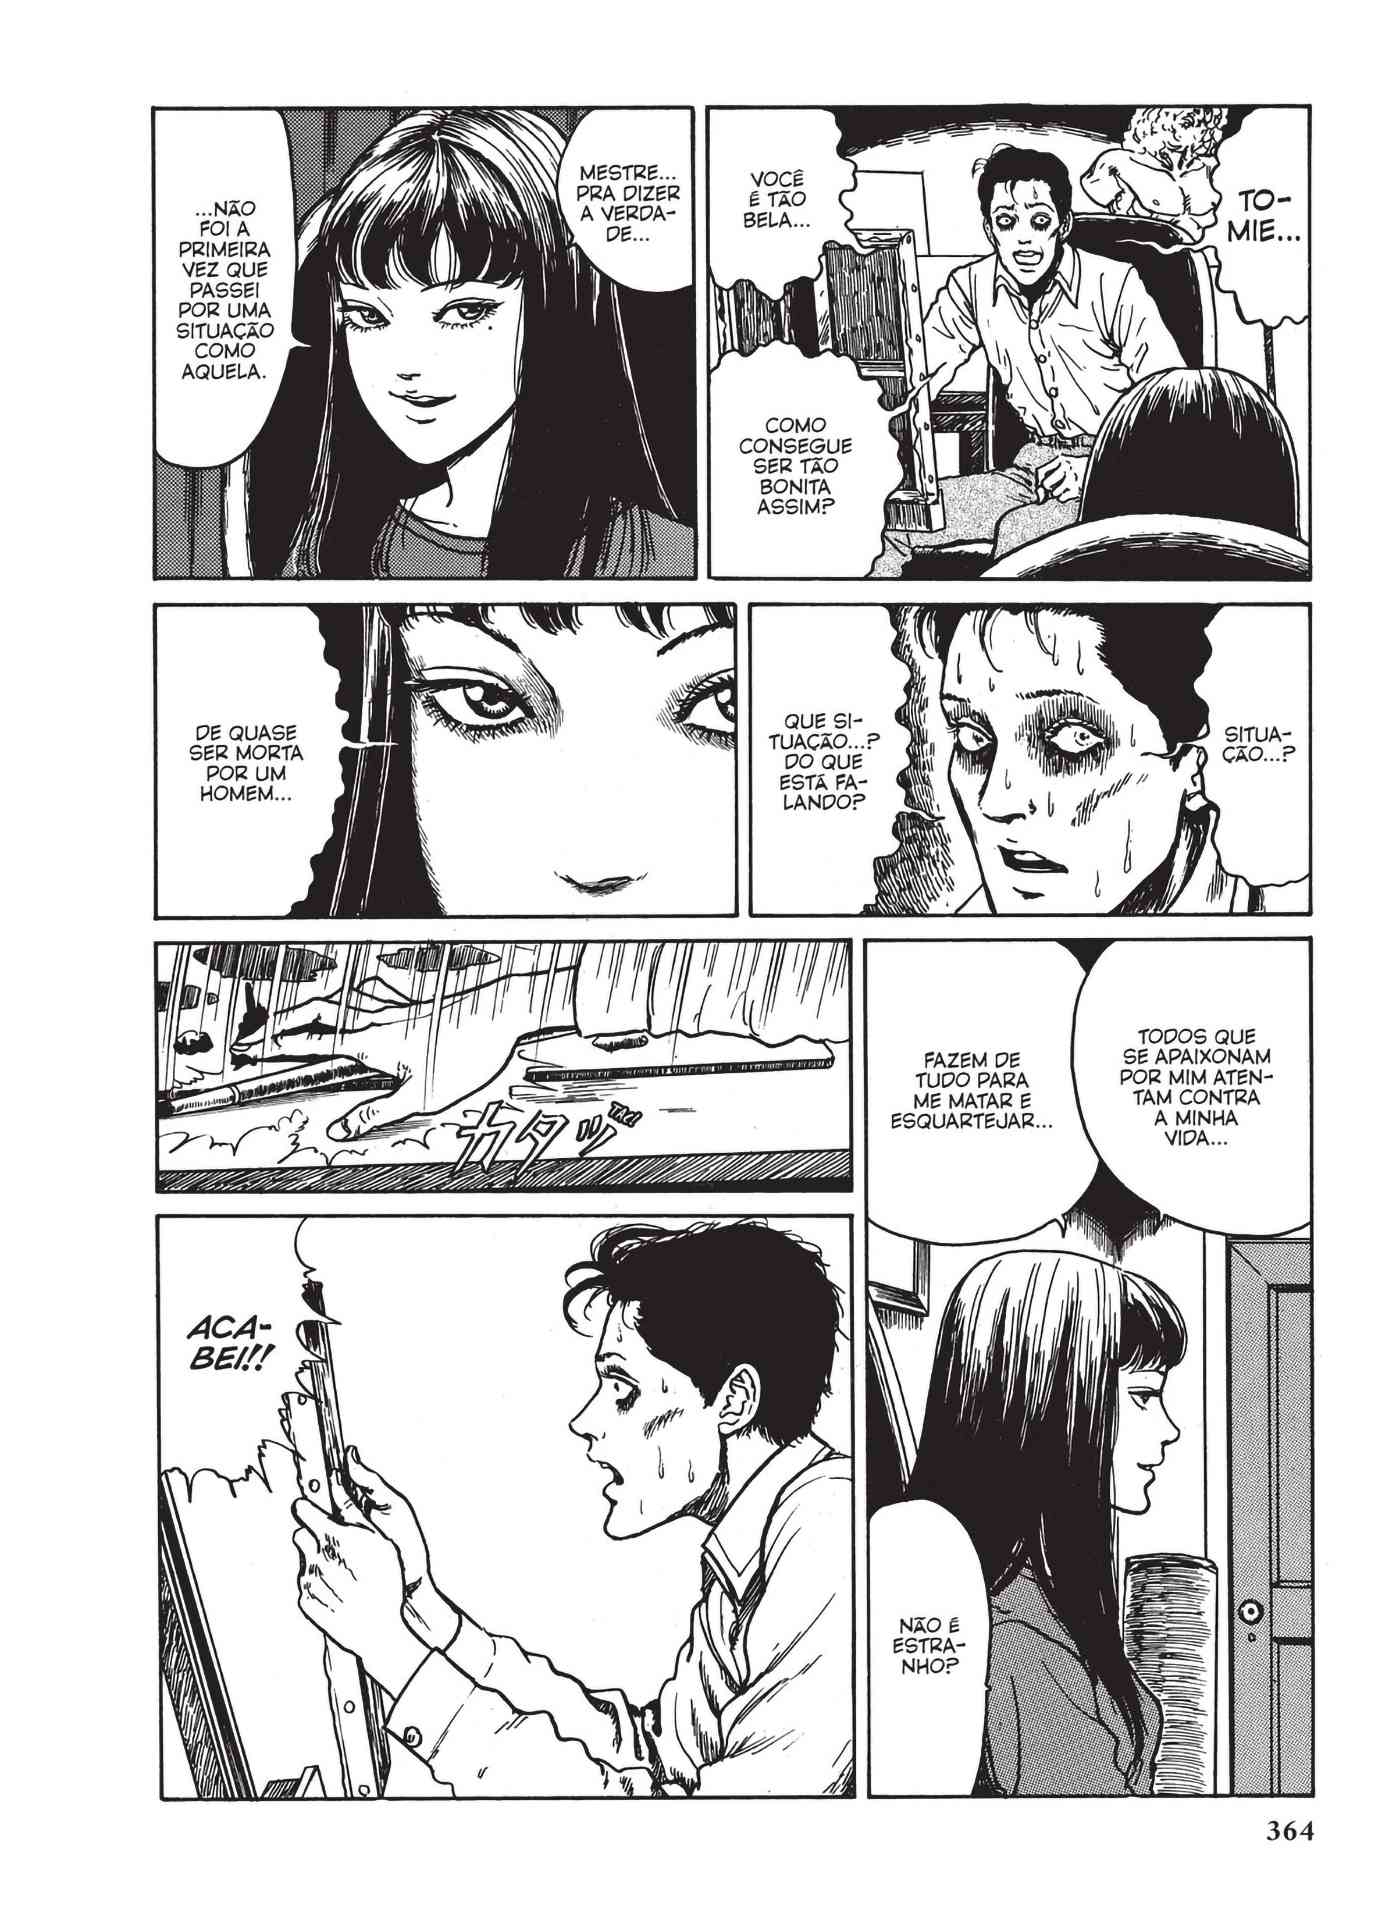 TO-
MIE...
VOCÊ
É TÃO
BELA...
COMO
CONSEGUE
SER TÃO
BONITA
ASSIM?
MESTRE...
PRA DIZER
A VERDA-
DE...
...NÃO
FOI A
PRIMEIRA
VEZ QUE
PASSEI
POR UMA
SITUAÇÃO
COMO
AQUELA.
SITUA-
ÇÃO...?
QUE SI-
TUAÇÃO...?
DO QUE
ESTÁ FA-
LANDO?
DE QUASE
SER MORTA
POR UM
HOMEM...
TODOS QUE
SE APAIXONAM
POR MIM ATEN-
TAM CONTRA
A MINHA
VIDA...
FAZEM DE
TUDO PARA
ME MATAR E
ESQUARTEJAR...
NÃO É
ESTRA-
NHO?
カタッ
TAC!
ACA-
BEI!!
364